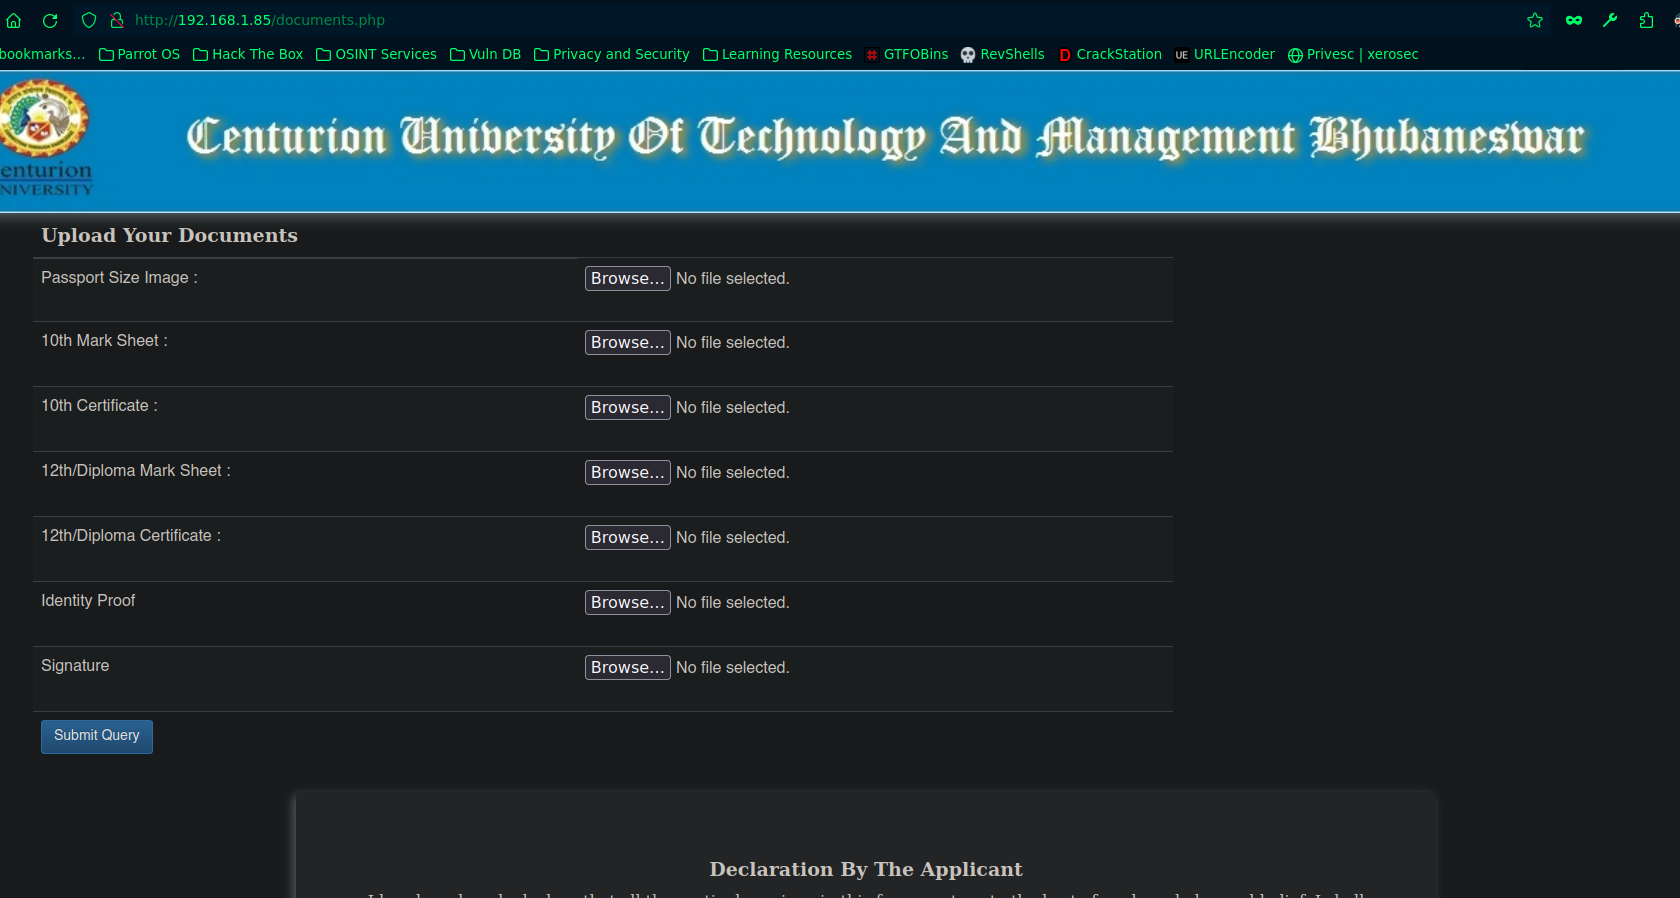 http://192.168.1.85/documents.php
bookmarks... Parrot OS Hack The Box OSINT Services Vuln DB Privacy and Security Learning Resources # GTFOBins RevShells D CrackStation UE URLEncoder Privesc | xerosec
Centurion University Of Technology And Management Bhubaneswar
enturion
NIVERSITY
Upload Your Documents
Passport Size Image : Browse... No file selected.
10th Mark Sheet : Browse... No file selected.
10th Certificate : Browse... No file selected.
12th/Diploma Mark Sheet : Browse... No file selected.
12th/Diploma Certificate : Browse... No file selected.
Identity Proof Browse... No file selected.
Signature Browse... No file selected.
Submit Query
Declaration By The Applicant